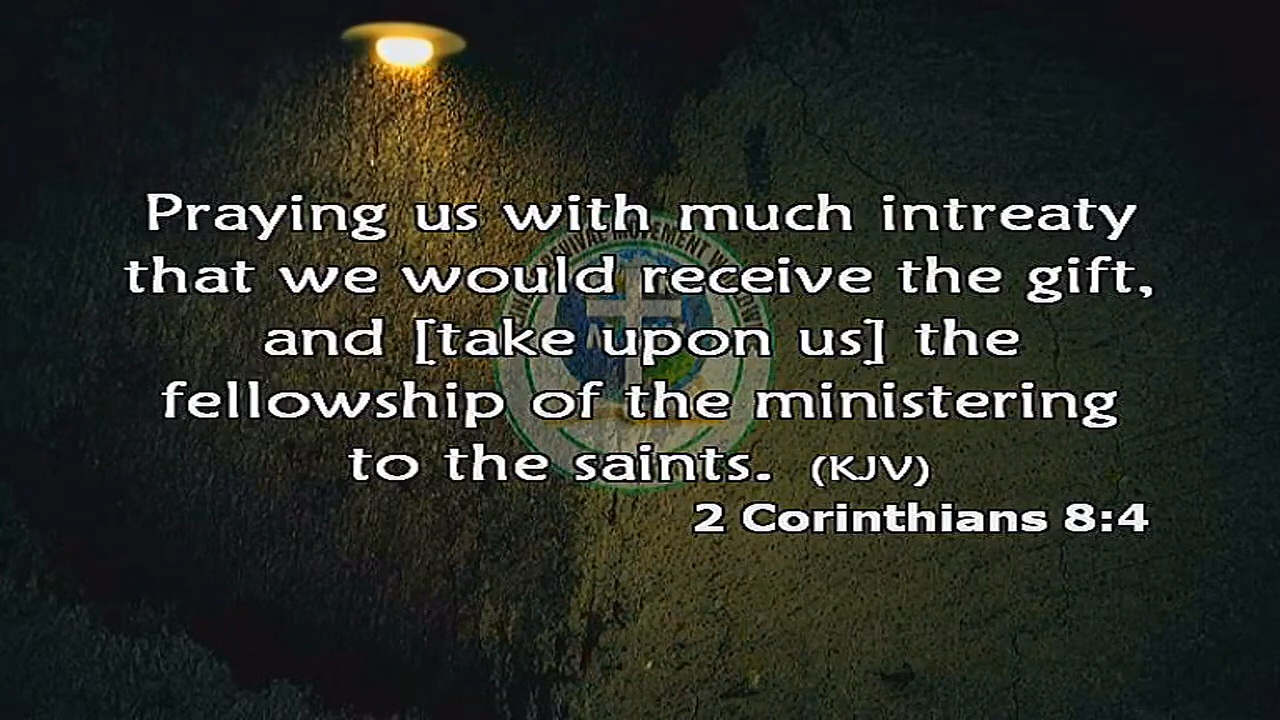 Praying us with much intreaty
that we would receive the gift,
and [take upon us] the
fellowship of the ministering
to the saints. (KJV)
2 Corinthians 8:4